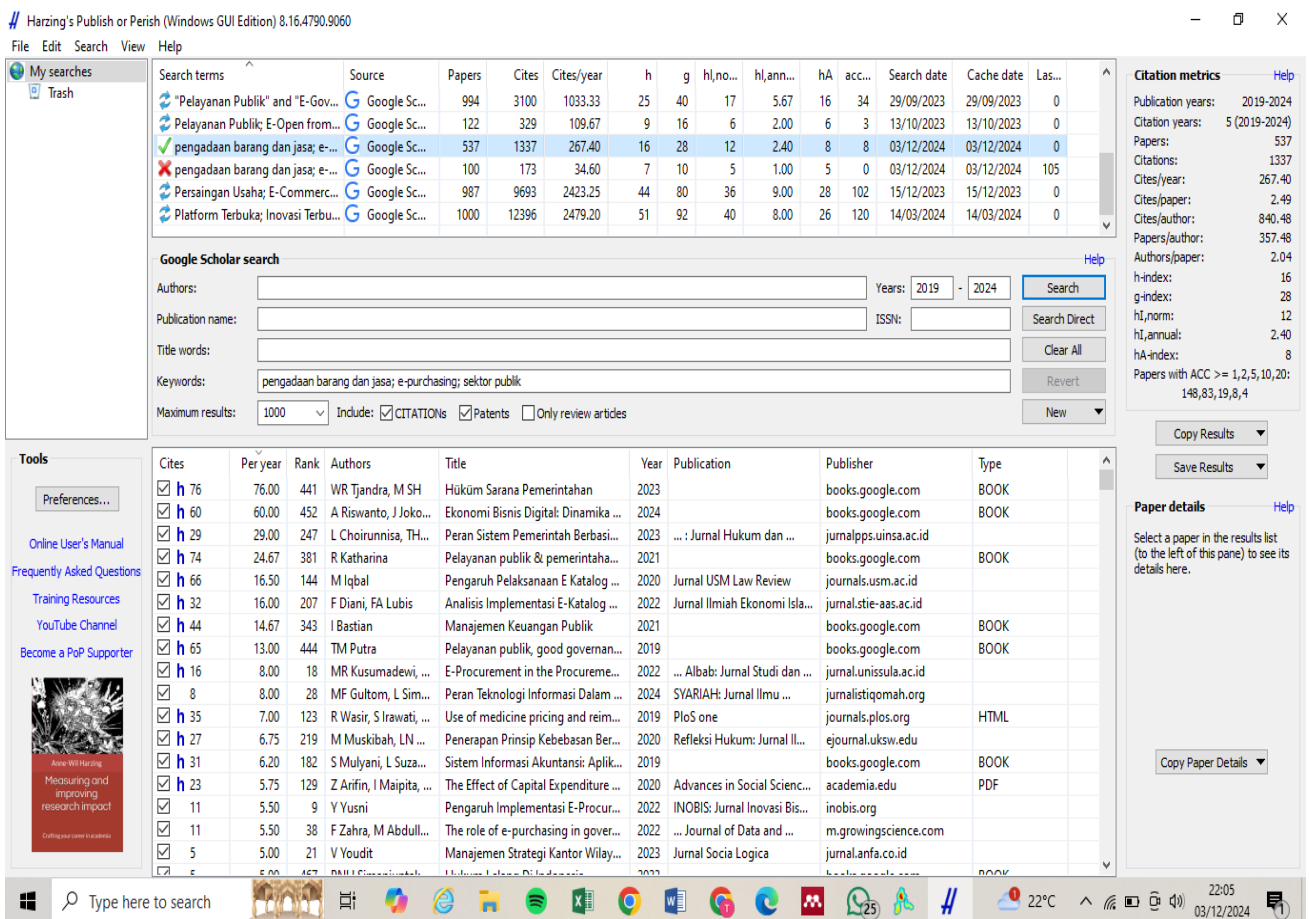 Harzing's Publish or Perish (Windows GUI Edition) 8.16.4790.9060
File Edit Search View Help
My searches
Trash
Search terms Source Papers Cites Cites/year h g hI,no... hI,ann... hA acc... Search date Cache date Las...
"Pelayanan Publik" and "E-Gov... Google Sc... 994 3100 1033.33 25 40 17 5.67 16 34 29/09/2023 29/09/2023 0
Pelayanan Publik; E-Open from... Google Sc... 122 329 109.67 9 16 6 2.00 6 3 13/10/2023 13/10/2023 0
pengadaan barang dan jasa; e-... Google Sc... 537 1337 267.40 16 28 12 2.40 8 8 03/12/2024 03/12/2024 0
pengadaan barang dan jasa; e-... Google Sc... 100 173 34.60 7 10 5 1.00 5 0 03/12/2024 03/12/2024 105
Persaingan Usaha; E-Commerc... Google Sc... 987 9693 2423.25 44 80 36 9.00 28 102 15/12/2023 15/12/2023 0
Platform Terbuka; Inovasi Terbu... Google Sc... 1000 12396 2479.20 51 92 40 8.00 26 120 14/03/2024 14/03/2024 0
Google Scholar search Help
Authors: Years: 2019 - 2024 Search
Publication name: ISSN: Search Direct
Title words: Clear All
Keywords: pengadaan barang dan jasa; e-purchasing; sektor publik Revert
Maximum results: 1000 Include: CITATIONs Patents Only review articles New
Cites Per year Rank Authors Title Year Publication Publisher Type
h 76 76.00 441 WR Tjandra, M SH Hüküm Sarana Pemerintahan 2023 books.google.com BOOK
h 60 60.00 452 A Riswanto, J Joko... Ekonomi Bisnis Digital: Dinamika ... 2024 books.google.com BOOK
h 29 29.00 247 L Choirunnisa, TH... Peran Sistem Pemerintah Berbasi... 2023 ... : Jurnal Hukum dan ... jurnalpps.uinsa.ac.id
h 74 24.67 381 R Katharina Pelayanan publik & pemerintaha... 2021 books.google.com BOOK
h 66 16.50 144 M Iqbal Pengaruh Pelaksanaan E Katalog ... 2020 Jurnal USM Law Review journals.usm.ac.id
h 32 16.00 207 F Diani, FA Lubis Analisis Implementasi E-Katalog ... 2022 Jurnal Ilmiah Ekonomi Isla... jurnal.stie-aas.ac.id
h 44 14.67 343 I Bastian Manajemen Keuangan Publik 2021 books.google.com BOOK
h 65 13.00 444 TM Putra Pelayanan publik, good governan... 2019 books.google.com BOOK
h 16 8.00 18 MR Kusumadewi, ... E-Procurement in the Procureme... 2022 ... Albab: Jurnal Studi dan ... jurnal.unissula.ac.id
8 8.00 28 MF Gultom, L Sim... Peran Teknologi Informasi Dalam ... 2024 SYARIAH: Jurnal Ilmu ... jurnalistiqomah.org
h 35 7.00 123 R Wasir, S Irawati, ... Use of medicine pricing and reim... 2019 PloS one journals.plos.org HTML
h 27 6.75 219 M Muskibah, LN ... Penerapan Prinsip Kebebasan Ber... 2020 Refleksi Hukum: Jurnal Il... ejournal.uksw.edu
h 31 6.20 182 S Mulyani, L Suza... Sistem Informasi Akuntansi: Aplik... 2019 books.google.com BOOK
h 23 5.75 129 Z Arifin, I Maipita, ... The Effect of Capital Expenditure ... 2020 Advances in Social Scienc... academia.edu PDF
11 5.50 9 Y Yusni Pengaruh Implementasi E-Procur... 2022 INOBIS: Jurnal Inovasi Bis... inobis.org
11 5.50 38 F Zahra, M Abdull... The role of e-purchasing in gover... 2022 ... Journal of Data and ... m.growingscience.com
5 5.00 21 V Youdit Manajemen Strategi Kantor Wilay... 2023 Jurnal Socia Logica jurnal.anfa.co.id
Tools
Preferences...
Online User's Manual
Frequently Asked Questions
Training Resources
YouTube Channel
Become a PoP Supporter
Anne-Wil Harzing
Measuring and
improving
research impact
Crafting your career in academia
Citation metrics Help
Publication years: 2019-2024
Citation years: 5 (2019-2024)
Papers: 537
Citations: 1337
Cites/year: 267.40
Cites/paper: 2.49
Cites/author: 840.48
Papers/author: 357.48
Authors/paper: 2.04
h-index: 16
g-index: 28
hI,norm: 12
hI,annual: 2.40
hA-index: 8
Papers with ACC >= 1,2,5,10,20:
148,83,19,8,4
Copy Results
Save Results
Paper details Help
Select a paper in the results list
(to the left of this pane) to see its
details here.
Copy Paper Details
Type here to search
25
1
22°C
22:05
03/12/2024
1